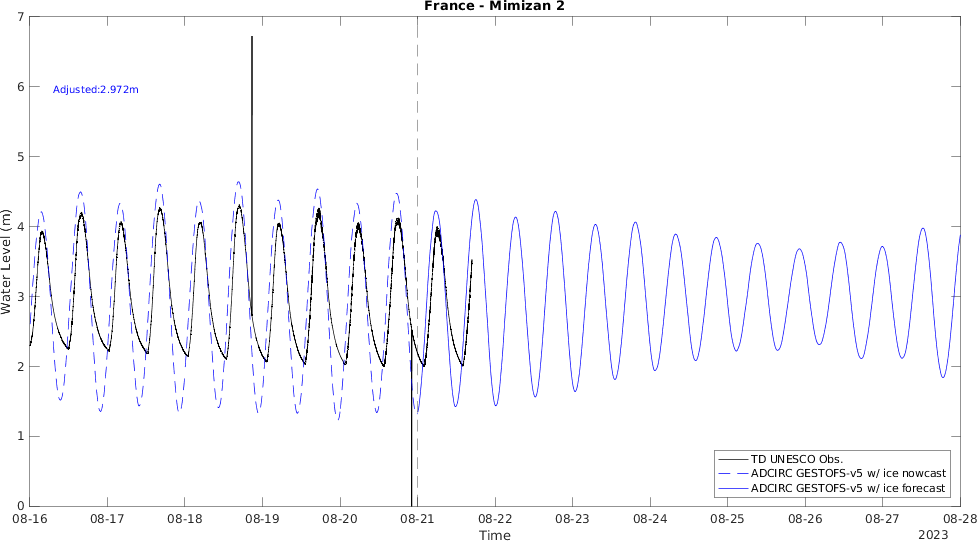 France - Mimizan 2
7
6
5
4
3
2
1
0
Water Level (m)
Adjusted:2.972m
TD UNESCO Obs.
ADCIRC GESTOFS-v5 w/ ice nowcast
ADCIRC GESTOFS-v5 w/ ice forecast
08-16 08-17 08-18 08-19 08-20 08-21 08-22 08-23 08-24 08-25 08-26 08-27 08-28
Time
2023